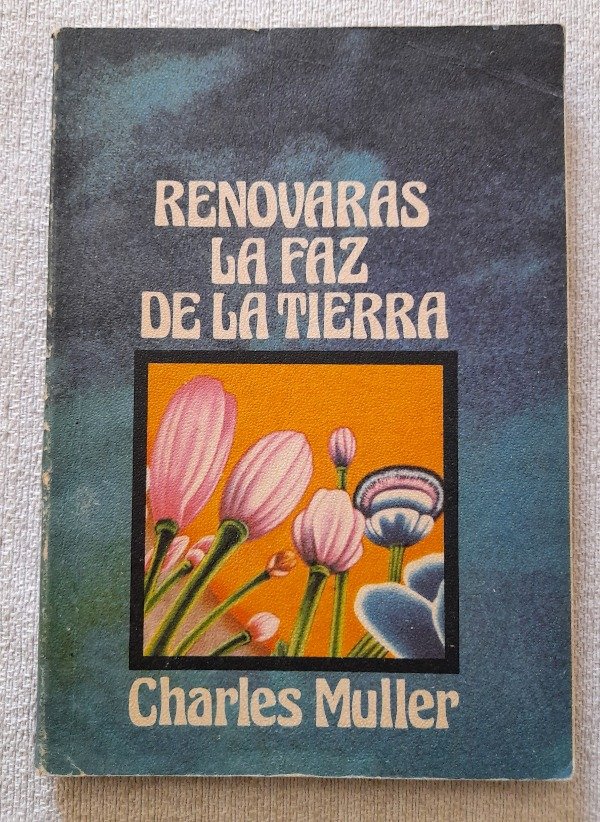 RENOVARAS
LA FAZ
DE LA TIERRA
Charles Muller